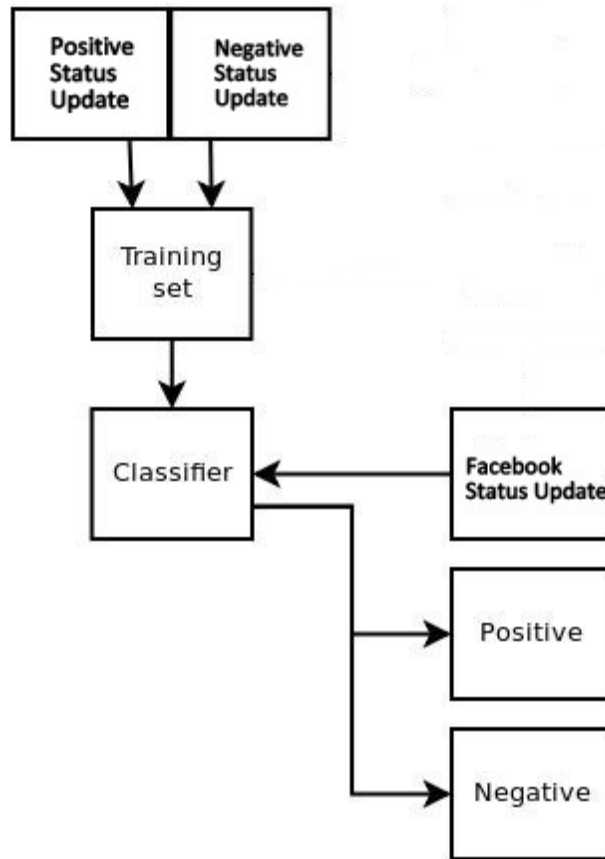 Positive
Status
Update
Negative
Status
Update
Training
set
Classifier
Facebook
Status Update
Positive
Negative